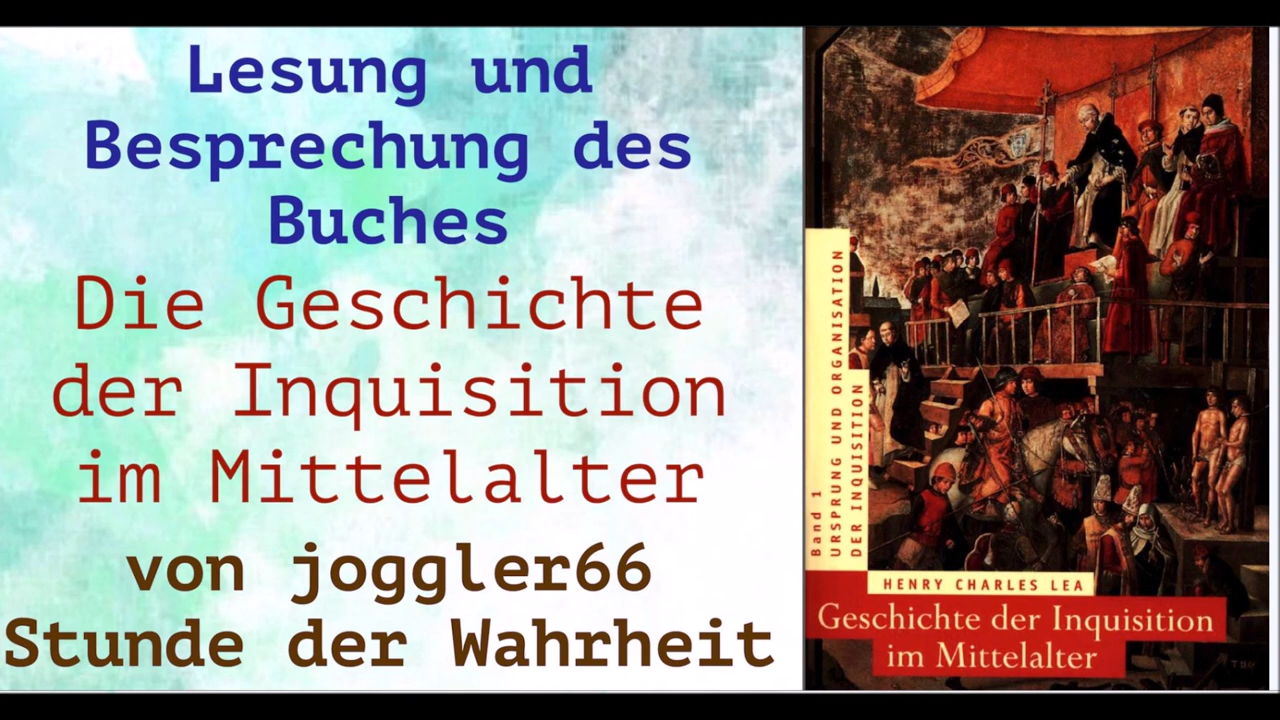 Lesung und
Besprechung des
Buches
Die Geschichte
der Inquisition
im Mittelalter
von joggler66
Stunde der Wahrheit
Band 1
URSPRUNG UND ORGANISATION
DER INQUISITION
HENRY CHARLES LEA
Geschichte der Inquisition
im Mittelalter